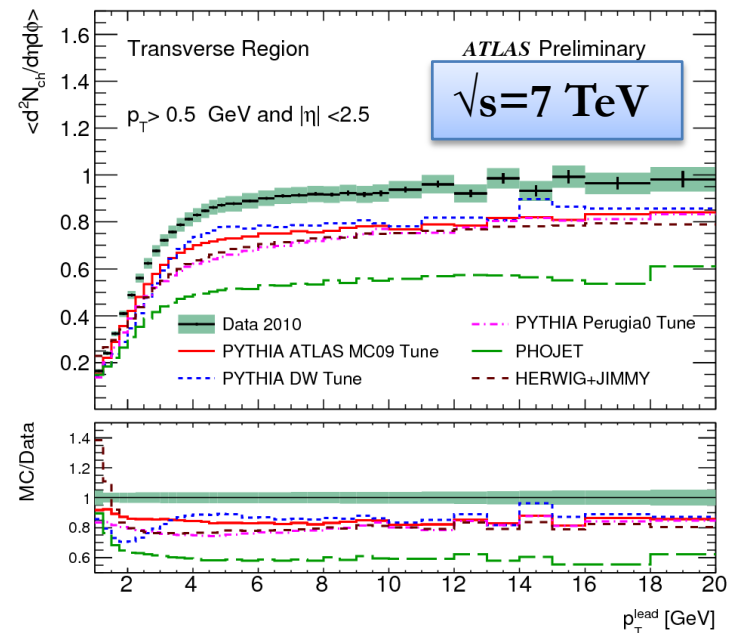 <d²N_ch/dηdϕ>
1.6
1.4
1.2
1
0.8
0.6
0.4
0.2
Transverse Region
ATLAS Preliminary
√s=7 TeV
p_T> 0.5 GeV and |η| <2.5
Data 2010
PYTHIA ATLAS MC09 Tune
PYTHIA DW Tune
PYTHIA Perugia0 Tune
PHOJET
HERWIG+JIMMY
MC/Data
1.4
1.2
1
0.8
0.6
2 4 6 8 10 12 14 16 18 20
p_T^lead [GeV]